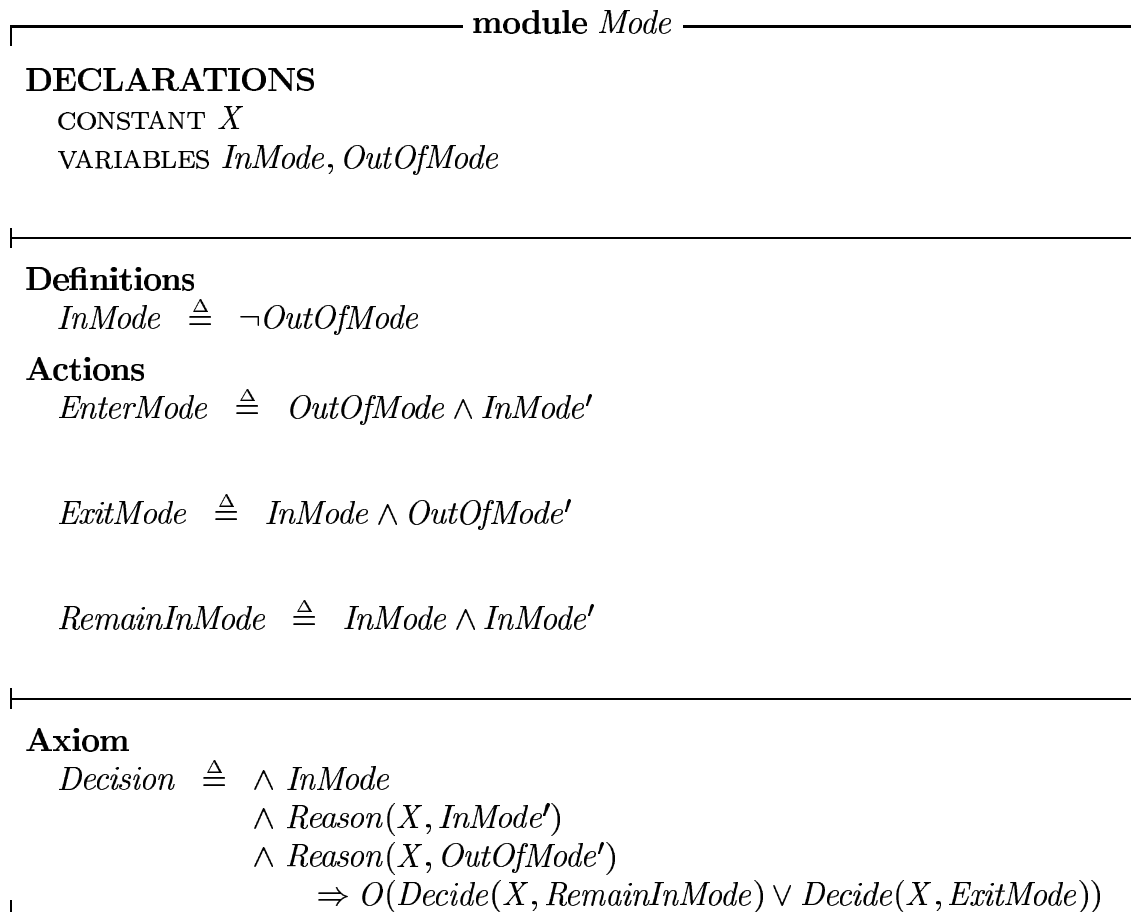 module Mode
DECLARATIONS
CONSTANT X
VARIABLES InMode, OutOfMode
Definitions
InMode ≜ ¬OutOfMode
Actions
EnterMode ≜ OutOfMode ∧ InMode′
ExitMode ≜ InMode ∧ OutOfMode′
RemainInMode ≜ InMode ∧ InMode′
Axiom
Decision ≜ ∧ InMode
∧ Reason(X, InMode′)
∧ Reason(X, OutOfMode′)
⇒ O(Decide(X, RemainInMode) ∨ Decide(X, ExitMode))